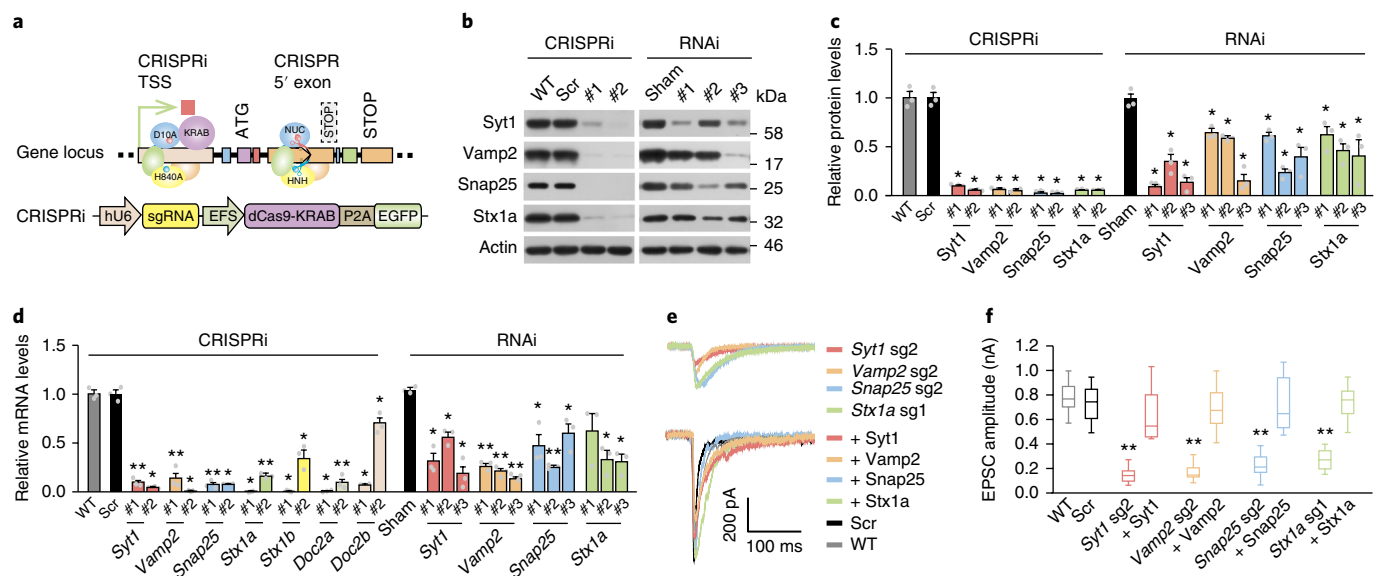 a
CRISPRi
TSS
CRISPR
5′ exon
D10A
KRAB
ATG
NUC
STOP
STOP
Gene locus
H840A
HNH
CRISPRi
hU6
sgRNA
EFS
dCas9-KRAB
P2A
EGFP
b
CRISPRi
RNAi
WT
Scr
#1
#2
Sham
#1
#2
#3
kDa
Syt1
58
Vamp2
17
Snap25
25
Stx1a
32
Actin
46
c
CRISPRi
RNAi
Relative protein levels
1.5
1.0
0.5
0.0
* * * * * * * *
* * * * * * * * * * * *
WT
Scr
#1 #2 #1 #2 #1 #2 #1 #2
Sham
#1 #2 #3 #1 #2 #3 #1 #2 #3 #1 #2 #3
Syt1
Vamp2
Snap25
Stx1a
Syt1
Vamp2
Snap25
Stx1a
d
CRISPRi
RNAi
Relative mRNA levels
1.5
1.0
0.5
0.0
** * ** * ** * * ** * * * ** * *
* * * ** ** ** * ** * * *
WT
Scr
#1 #2 #1 #2 #1 #2 #1 #2 #1 #2 #1 #2 #1 #2
Sham
#1 #2 #3 #1 #2 #3 #1 #2 #3 #1 #2 #3
Syt1
Vamp2
Snap25
Stx1a
Stx1b
Doc2a
Doc2b
Syt1
Vamp2
Snap25
Stx1a
e
200 pA
100 ms
Syt1 sg2
Vamp2 sg2
Snap25 sg2
Stx1a sg1
+ Syt1
+ Vamp2
+ Snap25
+ Stx1a
Scr
WT
f
EPSC amplitude (nA)
1.2
1.0
0.8
0.6
0.4
0.2
0.0
** ** ** **
WT
Scr
Syt1 sg2
+ Syt1
Vamp2 sg2
+ Vamp2
Snap25 sg2
+ Snap25
Stx1a sg1
+ Stx1a